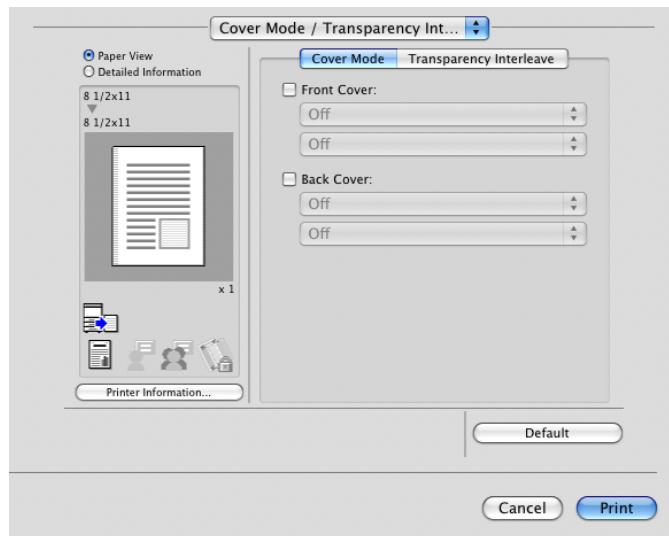 Cover Mode / Transparency Int...
Paper View
Detailed Information
8 1/2x11
8 1/2x11
x 1
Printer Information...
Cover Mode Transparency Interleave
Front Cover:
Off
Off
Back Cover:
Off
Off
Default
Cancel Print